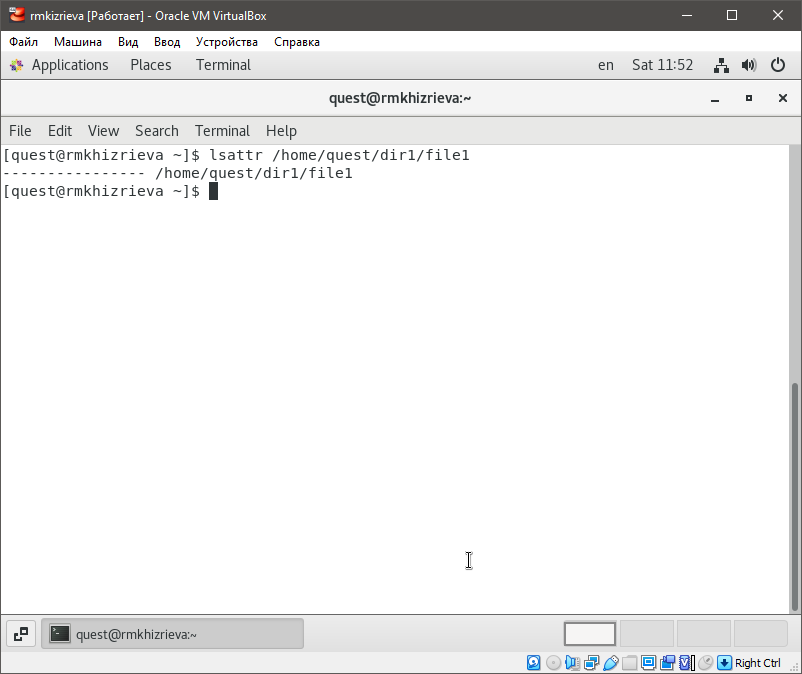 rmkizrieva [Работает] - Oracle VM VirtualBox
Файл Машина Вид Ввод Устройства Справка
Applications Places Terminal en Sat 11:52
quest@rmkhizrieva:~
File Edit View Search Terminal Help
[quest@rmkhizrieva ~]$ lsattr /home/quest/dir1/file1
---------------- /home/quest/dir1/file1
[quest@rmkhizrieva ~]$
quest@rmkhizrieva:~
Right Ctrl